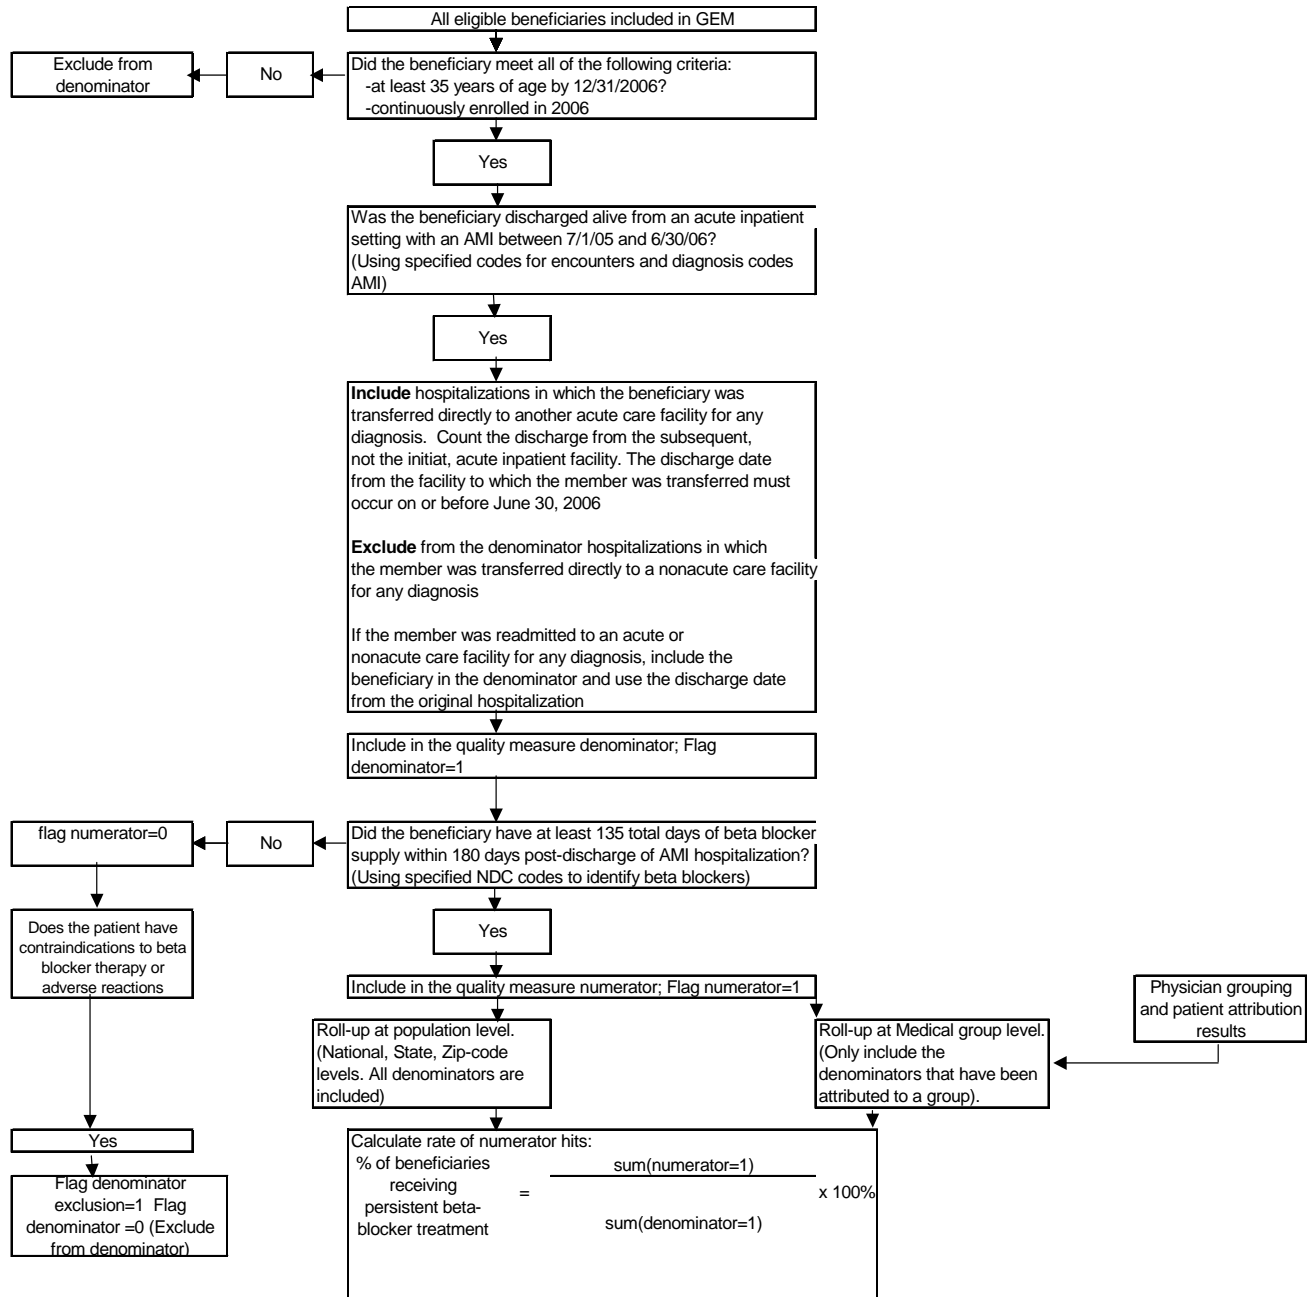 All eligible beneficiaries included in GEM
Exclude from
denominator
No
Did the beneficiary meet all of the following criteria:
-at least 35 years of age by 12/31/2006?
-continuously enrolled in 2006
Yes
Was the beneficiary discharged alive from an acute inpatient
setting with an AMI between 7/1/05 and 6/30/06?
(Using specified codes for encounters and diagnosis codes
AMI)
Yes
Include hospitalizations in which the beneficiary was
transferred directly to another acute care facility for any
diagnosis.  Count the discharge from the subsequent,
not the initiat, acute inpatient facility. The discharge date
from the facility to which the member was transferred must
occur on or before June 30, 2006
Exclude from the denominator hospitalizations in which
the member was transferred directly to a nonacute care facility
for any diagnosis
If the member was readmitted to an acute or
nonacute care facility for any diagnosis, include the
beneficiary in the denominator and use the discharge date
from the original hospitalization
Include in the quality measure denominator; Flag
denominator=1
flag numerator=0
No
Did the beneficiary have at least 135 total days of beta blocker
supply within 180 days post-discharge of AMI hospitalization?
(Using specified NDC codes to identify beta blockers)
Does the patient have
contraindications to beta
blocker therapy or
adverse reactions
Yes
Include in the quality measure numerator; Flag numerator=1
Physician grouping
and patient attribution
results
Roll-up at population level.
(National, State, Zip-code
levels. All denominators are
included)
Roll-up at Medical group level.
(Only include the
denominators that have been
attributed to a group).
Yes
Flag denominator
exclusion=1  Flag
denominator =0 (Exclude
from denominator)
Calculate rate of numerator hits:
% of beneficiaries
receiving
persistent beta-
blocker treatment
=
sum(numerator=1)
sum(denominator=1)
x 100%